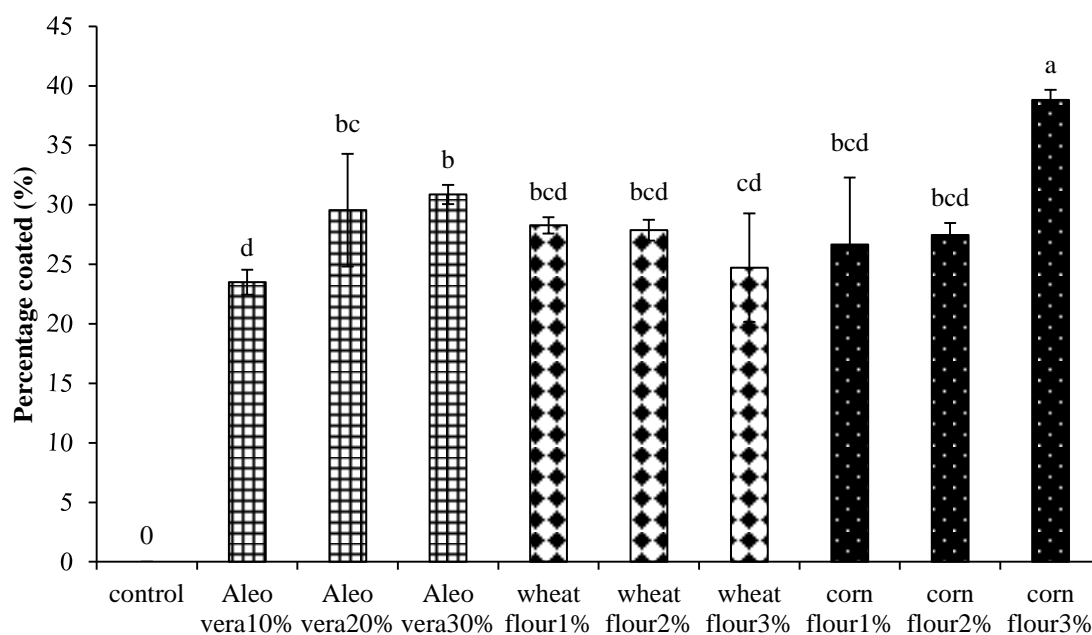 Percentage coated (%)
45
40
35
30
25
20
15
10
5
0
0
d
bc
b
bcd
bcd
cd
bcd
bcd
a
control
Aleo
vera10%
Aleo
vera20%
Aleo
vera30%
wheat
flour1%
wheat
flour2%
wheat
flour3%
corn
flour1%
corn
flour2%
corn
flour3%